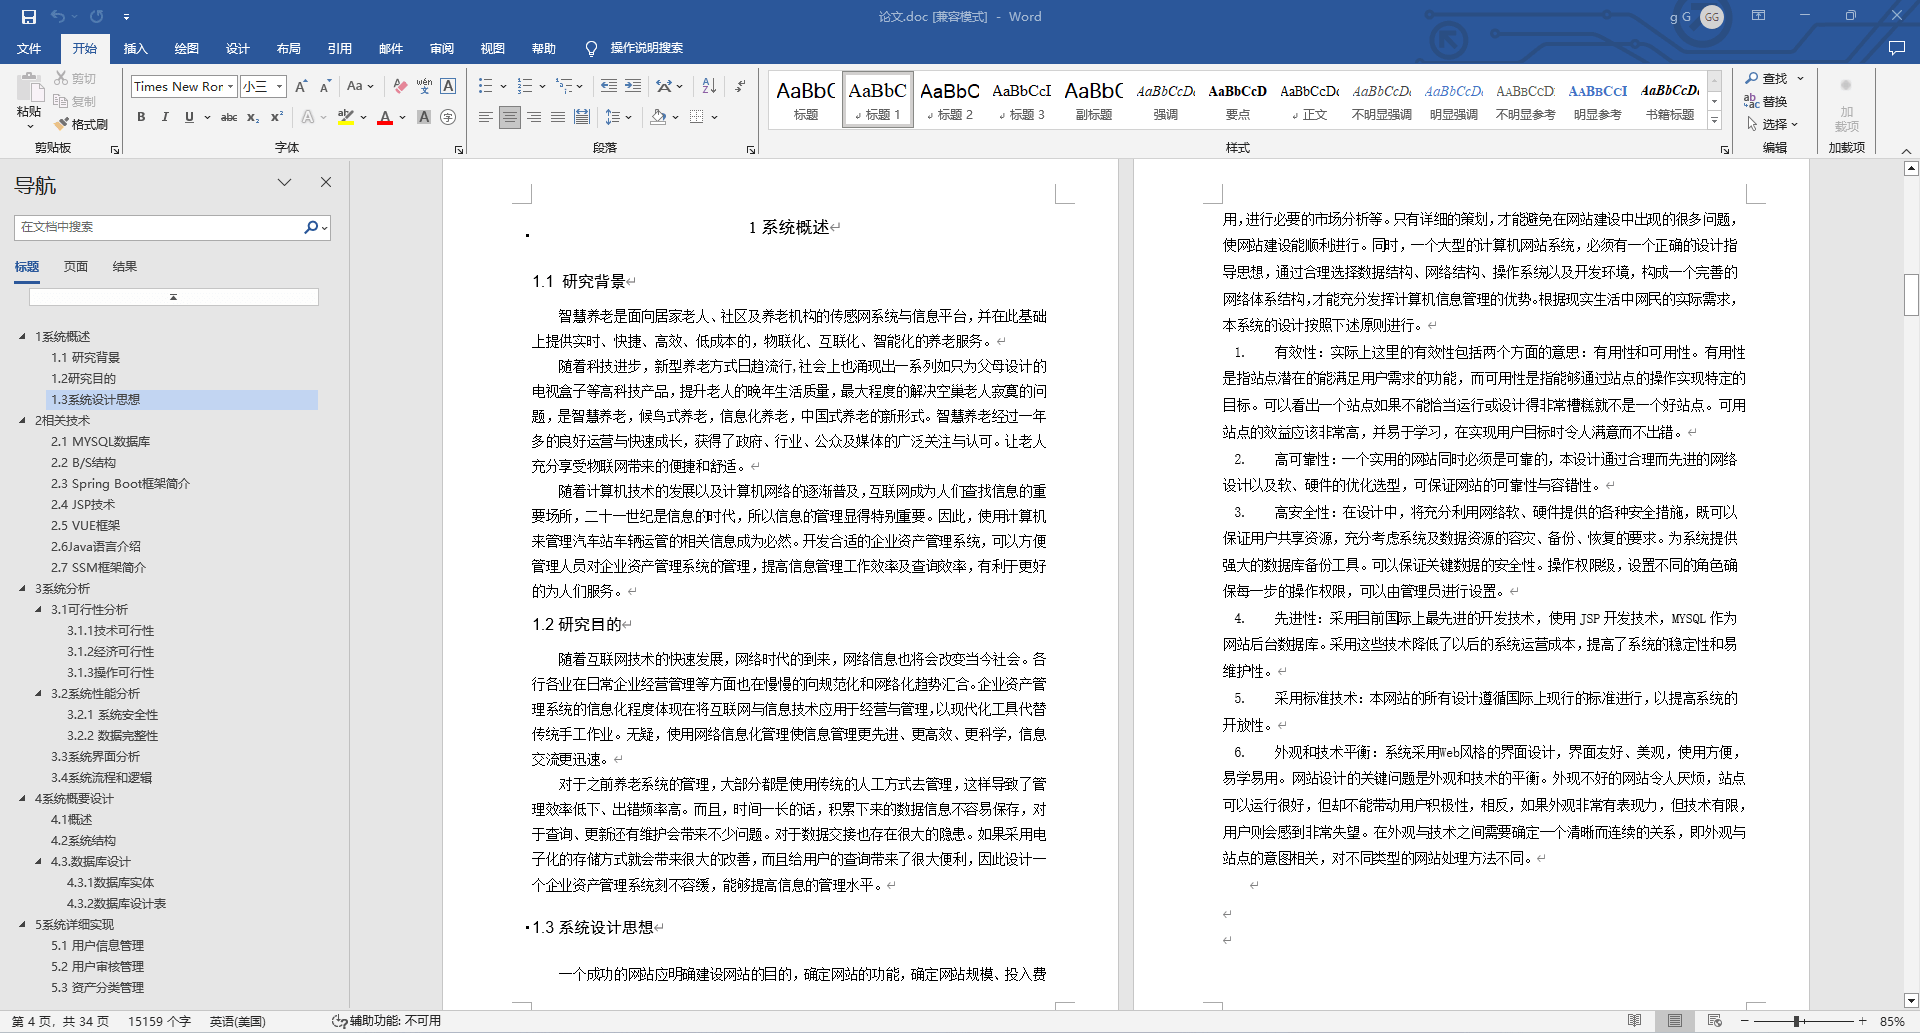 论文.doc [兼容模式] - Word
g G
GG
文件 开始 插入 绘图 设计 布局 引用 邮件 审阅 视图 帮助 操作说明搜索
粘贴
剪切
复制
格式刷
剪贴板
Times New Ror 小三
字体
段落
AaBbC 标题
AaBbC 标题 1
AaBbC 标题 2
AaBbCcI 标题 3
AaBbC 副标题
AaBbCcD 强调
AaBbCcD 要点
AaBbCcDc 正文
AaBbCcD 不明显强调
AaBbCcD 明显强调
AABBCCD 不明显参考
AABBCCI 明显参考
AaBbCcD 书籍标题
样式
查找
替换
选择
编辑
加
载项
加载项
导航
在文档中搜索
标题 页面 结果
1系统概述
1.1 研究背景
1.2研究目的
1.3系统设计思想
2相关技术
2.1 MYSQL数据库
2.2 B/S结构
2.3 Spring Boot框架简介
2.4 JSP技术
2.5 VUE框架
2.6Java语言介绍
2.7 SSM框架简介
3系统分析
3.1可行性分析
3.1.1技术可行性
3.1.2经济可行性
3.1.3操作可行性
3.2系统性能分析
3.2.1 系统安全性
3.2.2 数据完整性
3.3系统界面分析
3.4系统流程和逻辑
4系统概要设计
4.1概述
4.2系统结构
4.3.数据库设计
4.3.1数据库实体
4.3.2数据库设计表
5系统详细实现
5.1 用户信息管理
5.2 用户审核管理
5.3 资产分类管理
1 系统概述
1.1 研究背景
智慧养老是面向居家老人、社区及养老机构的传感网系统与信息平台，并在此基础
上提供实时、快捷、高效、低成本的，物联化、互联化、智能化的养老服务。
随着科技进步，新型养老方式日趋流行,社会上也涌现出一系列如只为父母设计的
电视盒子等高科技产品，提升老人的晚年生活质量，最大程度的解决空巢老人寂寞的问
题，是智慧养老，候鸟式养老，信息化养老，中国式养老的新形式。智慧养老经过一年
多的良好运营与快速成长，获得了政府、行业、公众及媒体的广泛关注与认可。让老人
充分享受物联网带来的便捷和舒适。
随着计算机技术的发展以及计算机网络的逐渐普及，互联网成为人们查找信息的重
要场所，二十一世纪是信息的时代，所以信息的管理显得特别重要。因此，使用计算机
来管理汽车站车辆运管的相关信息成为必然。开发合适的企业资产管理系统，可以方便
管理人员对企业资产管理系统的管理，提高信息管理工作效率及查询效率，有利于更好
的为人们服务。
1.2 研究目的
随着互联网技术的快速发展，网络时代的到来，网络信息也将会改变当今社会。各
行各业在日常企业经营管理等方面也在慢慢的向规范化和网络化趋势汇合。企业资产管
理系统的信息化程度体现在将互联网与信息技术应用于经营与管理，以现代化工具代替
传统手工作业。无疑，使用网络信息化管理使信息管理更先进、更高效、更科学，信息
交流更迅速。
对于之前养老系统的管理，大部分都是使用传统的人工方式去管理，这样导致了管
理效率低下、出错频率高。而且，时间一长的话，积累下来的数据信息不容易保存，对
于查询、更新还有维护会带来不少问题。对于数据交接也存在很大的隐患。如果采用电
子化的存储方式就会带来很大的改善，而且给用户的查询带来了很大便利，因此设计一
个企业资产管理系统刻不容缓，能够提高信息的管理水平。
1.3 系统设计思想
一个成功的网站应明确建设网站的目的，确定网站的功能，确定网站规模、投入费
用,进行必要的市场分析等。只有详细的策划,才能避免在网站建设中出现的很多问题，
使网站建设能顺利进行。同时，一个大型的计算机网站系统，必须有一个正确的设计指
导思想，通过合理选择数据结构、网络结构、操作系统以及开发环境，构成一个完善的
网络体系结构,才能充分发挥计算机信息管理的优势。根据现实生活中网民的实际需求，
本系统的设计按照下述原则进行。
1. 有效性：实际上这里的有效性包括两个方面的意思：有用性和可用性。有用性
是指站点潜在的能满足用户需求的功能，而可用性是指能够通过站点的操作实现特定的
目标。可以看出一个站点如果不能恰当运行或设计得非常槽糕就不是一个好站点。可用
站点的效益应该非常高，并易于学习，在实现用户目标时令人满意而不出错。
2. 高可靠性：一个实用的网站同时必须是可靠的，本设计通过合理而先进的网络
设计以及软、硬件的优化选型，可保证网站的可靠性与容错性。
3. 高安全性：在设计中，将充分利用网络软、硬件提供的各种安全措施，既可以
保证用户共享资源，充分考虑系统及数据资源的容灾、备份、恢复的要求。为系统提供
强大的数据库备份工具。可以保证关键数据的安全性。操作权限级，设置不同的角色确
保每一步的操作权限，可以由管理员进行设置。
4. 先进性：采用目前国际上最先进的开发技术，使用 JSP 开发技术，MYSQL 作为
网站后台数据库。采用这些技术降低了以后的系统运营成本，提高了系统的稳定性和易
维护性。
5. 采用标准技术：本网站的所有设计遵循国际上现行的标准进行，以提高系统的
开放性。
6. 外观和技术平衡：系统采用Web风格的界面设计，界面友好、美观，使用方便，
易学易用。网站设计的关键问题是外观和技术的平衡。外观不好的网站令人厌烦，站点
可以运行很好，但却不能带动用户积极性，相反，如果外观非常有表现力，但技术有限，
用户则会感到非常失望。在外观与技术之间需要确定一个清晰而连续的关系，即外观与
站点的意图相关，对不同类型的网站处理方法不同。
第 4 页，共 34 页 15159 个字 英语(美国) 辅助功能: 不可用
85%